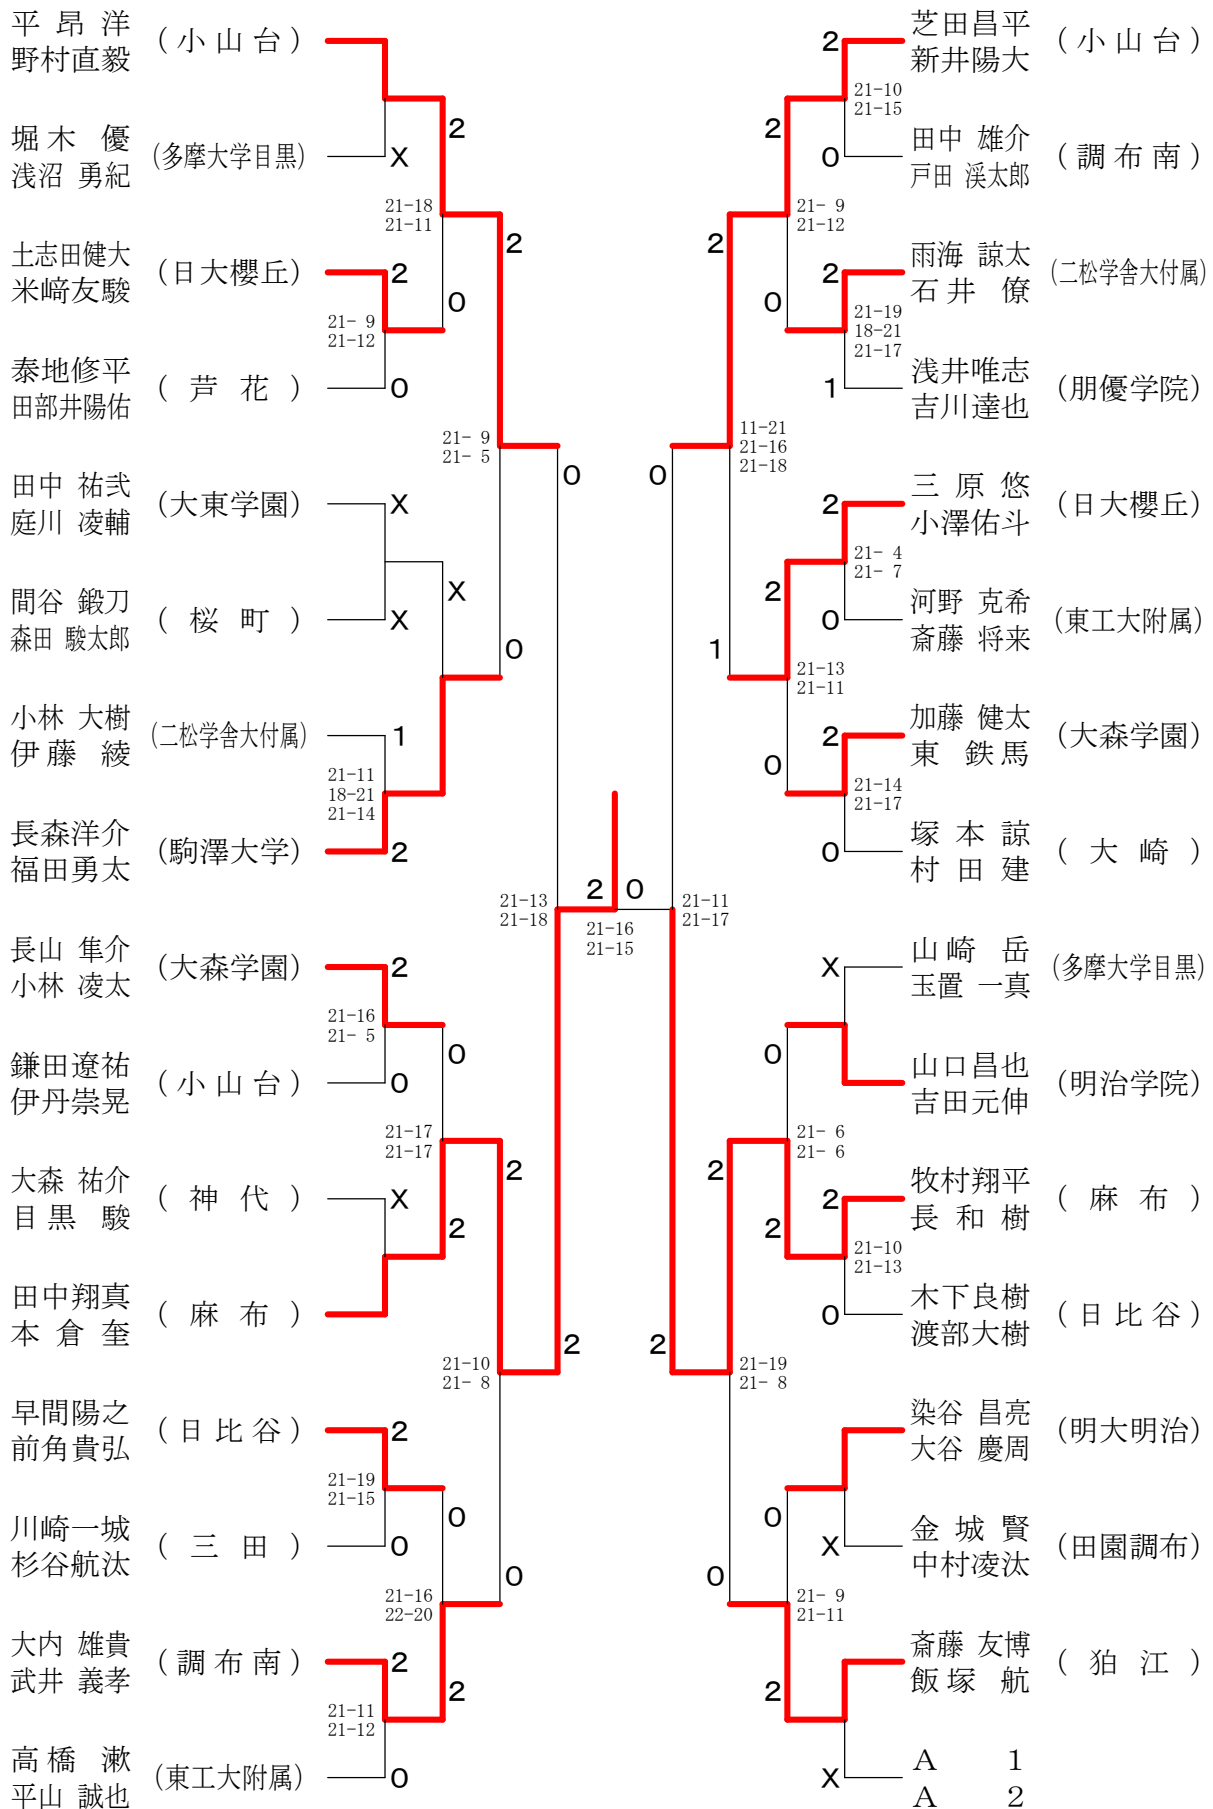 平昂洋
野村直毅
(小山台)
堀木優
浅沼 勇紀
(多摩大学目黒)
X
2
21-18
21-11
土志田健大
米﨑友駿
(日大櫻丘)
2
21- 9
21-12
0
泰地修平
田部井陽佑
(芦花)
0
2
21- 9
21- 5
0
田中 祐弐
庭川 凌輔
(大東学園)
X
間谷 鍛刀
森田 駿太郎
(桜町)
X
X
0
小林 大樹
伊藤 綾
(二松学舎大付属)
1
21-11
18-21
21-14
長森洋介
福田勇太
(駒澤大学)
2
21-13
21-18
2
0
21-16
21-15
長山 隼介
小林 凌太
(大森学園)
2
21-16
21- 5
0
鎌田遼祐
伊丹崇晃
(小山台)
0
21-17
21-17
2
大森 祐介
目黒 駿
(神代)
X
2
田中翔真
本倉奎
(麻布)
2
21-10
21- 8
早間陽之
前角貴弘
(日比谷)
2
21-19
21-15
0
川崎一城
杉谷航汰
(三田)
0
0
21-16
22-20
大内 雄貴
武井 義孝
(調布南)
2
21-11
21-12
2
高橋 漱
平山 誠也
(東工大附属)
0
芝田昌平
新井陽大
(小山台)
2
21-10
21-15
2
田中 雄介
戸田 渓太郎
(調布南)
0
21- 9
21-12
2
雨海 諒太
石井 僚
(二松学舎大付属)
2
0
21-19
18-21
21-17
浅井唯志
吉川達也
(朋優学院)
1
11-21
21-16
21-18
0
三原悠
小澤佑斗
(日大櫻丘)
2
21- 4
21- 7
2
河野 克希
斎藤 将来
(東工大附属)
0
1
21-13
21-11
加藤 健太
東 鉄馬
(大森学園)
2
0
21-14
21-17
塚本諒
村田建
(大崎)
0
21-11
21-17
山崎 岳
玉置 一真
(多摩大学目黒)
X
0
山口昌也
吉田元伸
(明治学院)
21- 6
21- 6
2
牧村翔平
長和樹
(麻布)
2
2
21-10
21-13
木下良樹
渡部大樹
(日比谷)
0
2
21-19
21- 8
染谷 昌亮
大谷 慶周
(明大明治)
0
金城賢
中村凌汰
(田園調布)
X
0
21- 9
21-11
斎藤 友博
飯塚 航
(狛江)
2
A 1
A 2
X